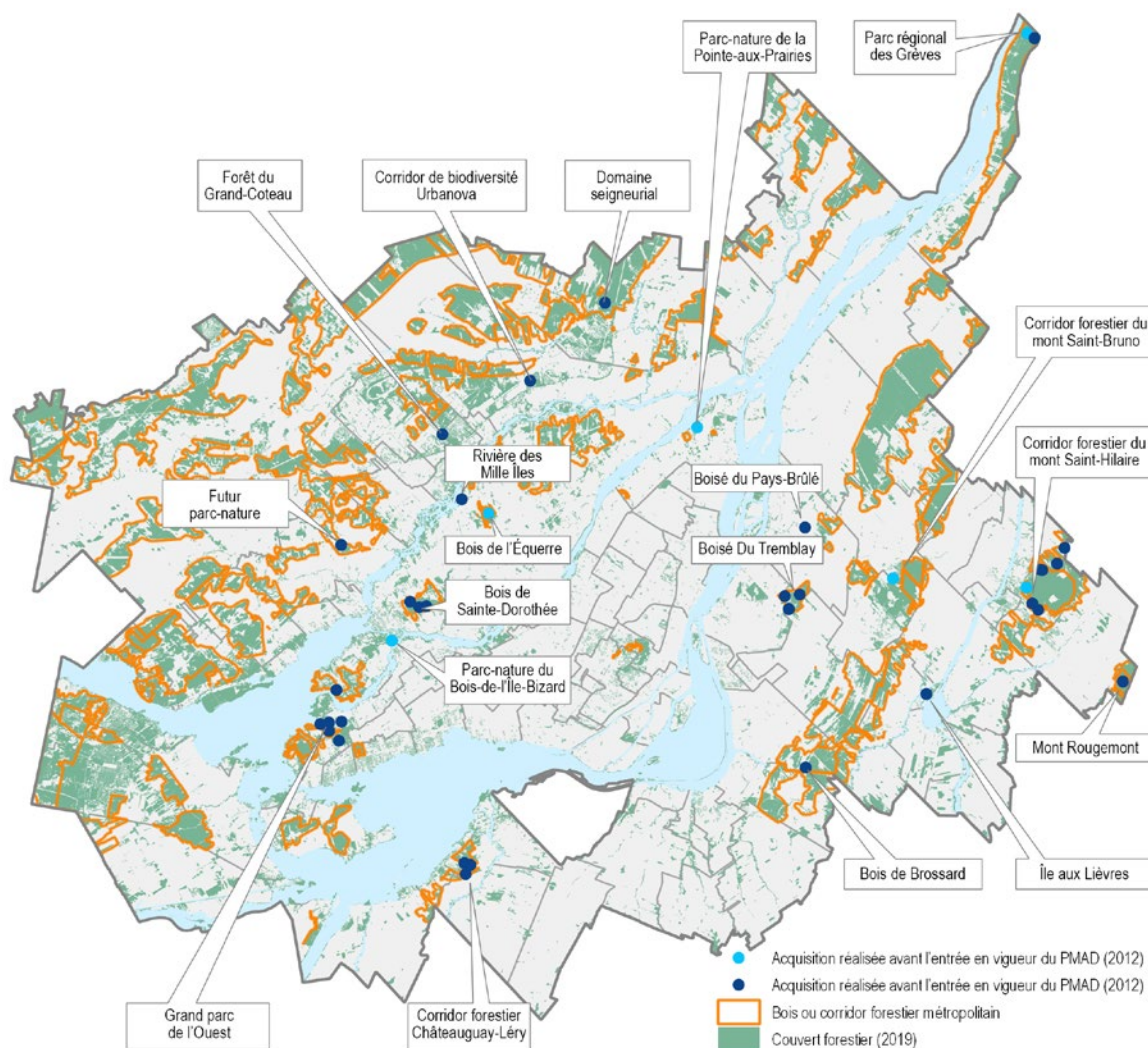 Parc-nature de la
Pointe-aux-Prairies
Parc régional
des Grèves
Forêt du
Grand-Coteau
Corridor de biodiversité
Urbanova
Domaine
seigneurial
Corridor forestier du
mont Saint-Bruno
Corridor forestier du
mont Saint-Hilaire
Rivière des
Mille Îles
Boisé du Pays-Brûlé
Futur
parc-nature
Bois de l'Équerre
Boisé Du Tremblay
Bois de
Sainte-Dorothée
Parc-nature du
Bois-de-l'Île-Bizard
Mont Rougemont
Bois de Brossard
Île aux Lièvres
Grand parc
de l'Ouest
Corridor forestier
Châteauguay-Léry
Acquisition réalisée avant l'entrée en vigueur du PMAD (2012)
Acquisition réalisée avant l'entrée en vigueur du PMAD (2012)
Bois ou corridor forestier métropolitain
Couvert forestier (2019)